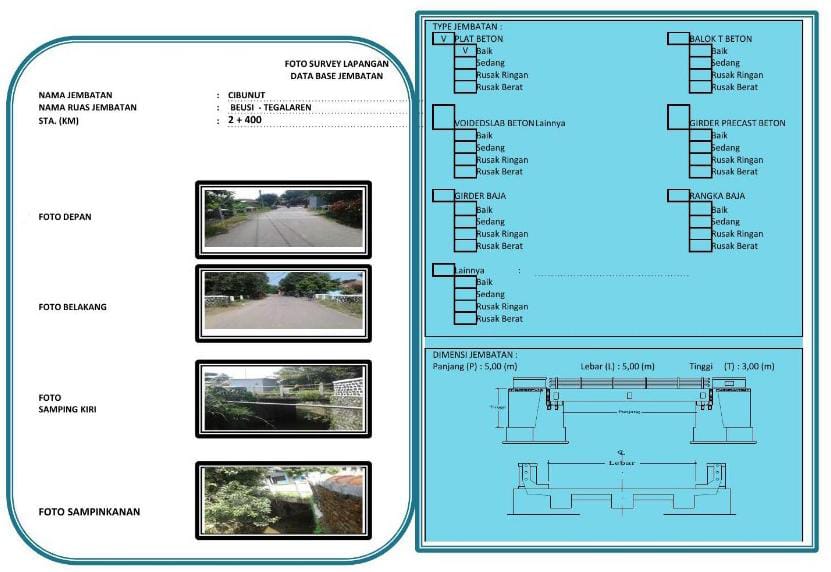 FOTO SURVEY LAPANGAN
DATA BASE JEMBATAN
NAMA JEMBATAN : CIBUNUT
NAMA RUAS JEMBATAN : BEUSI - TEGALAREN
STA. (KM) : 2 + 400
FOTO DEPAN
FOTO BELAKANG
FOTO
SAMPING KIRI
FOTO SAMPINKANAN
TYPE JEMBATAN :
V PLAT BETON
V Baik
Sedang
Rusak Ringan
Rusak Berat
BALOK T BETON
Baik
Sedang
Rusak Ringan
Rusak Berat
VOIDEDSLAB BETONLainnya
Baik
Sedang
Rusak Ringan
Rusak Berat
GIRDER PRECAST BETON
Baik
Sedang
Rusak Ringan
Rusak Berat
GIRDER BAJA
Baik
Sedang
Rusak Ringan
Rusak Berat
RANGKA BAJA
Baik
Sedang
Rusak Ringan
Rusak Berat
Lainnya :
Baik
Sedang
Rusak Ringan
Rusak Berat
DIMENSI JEMBATAN :
Panjang (P) : 5,00 (m) Lebar (L) : 5,00 (m) Tinggi (T) : 3,00 (m)
Tinggi
Panjang
Lebar